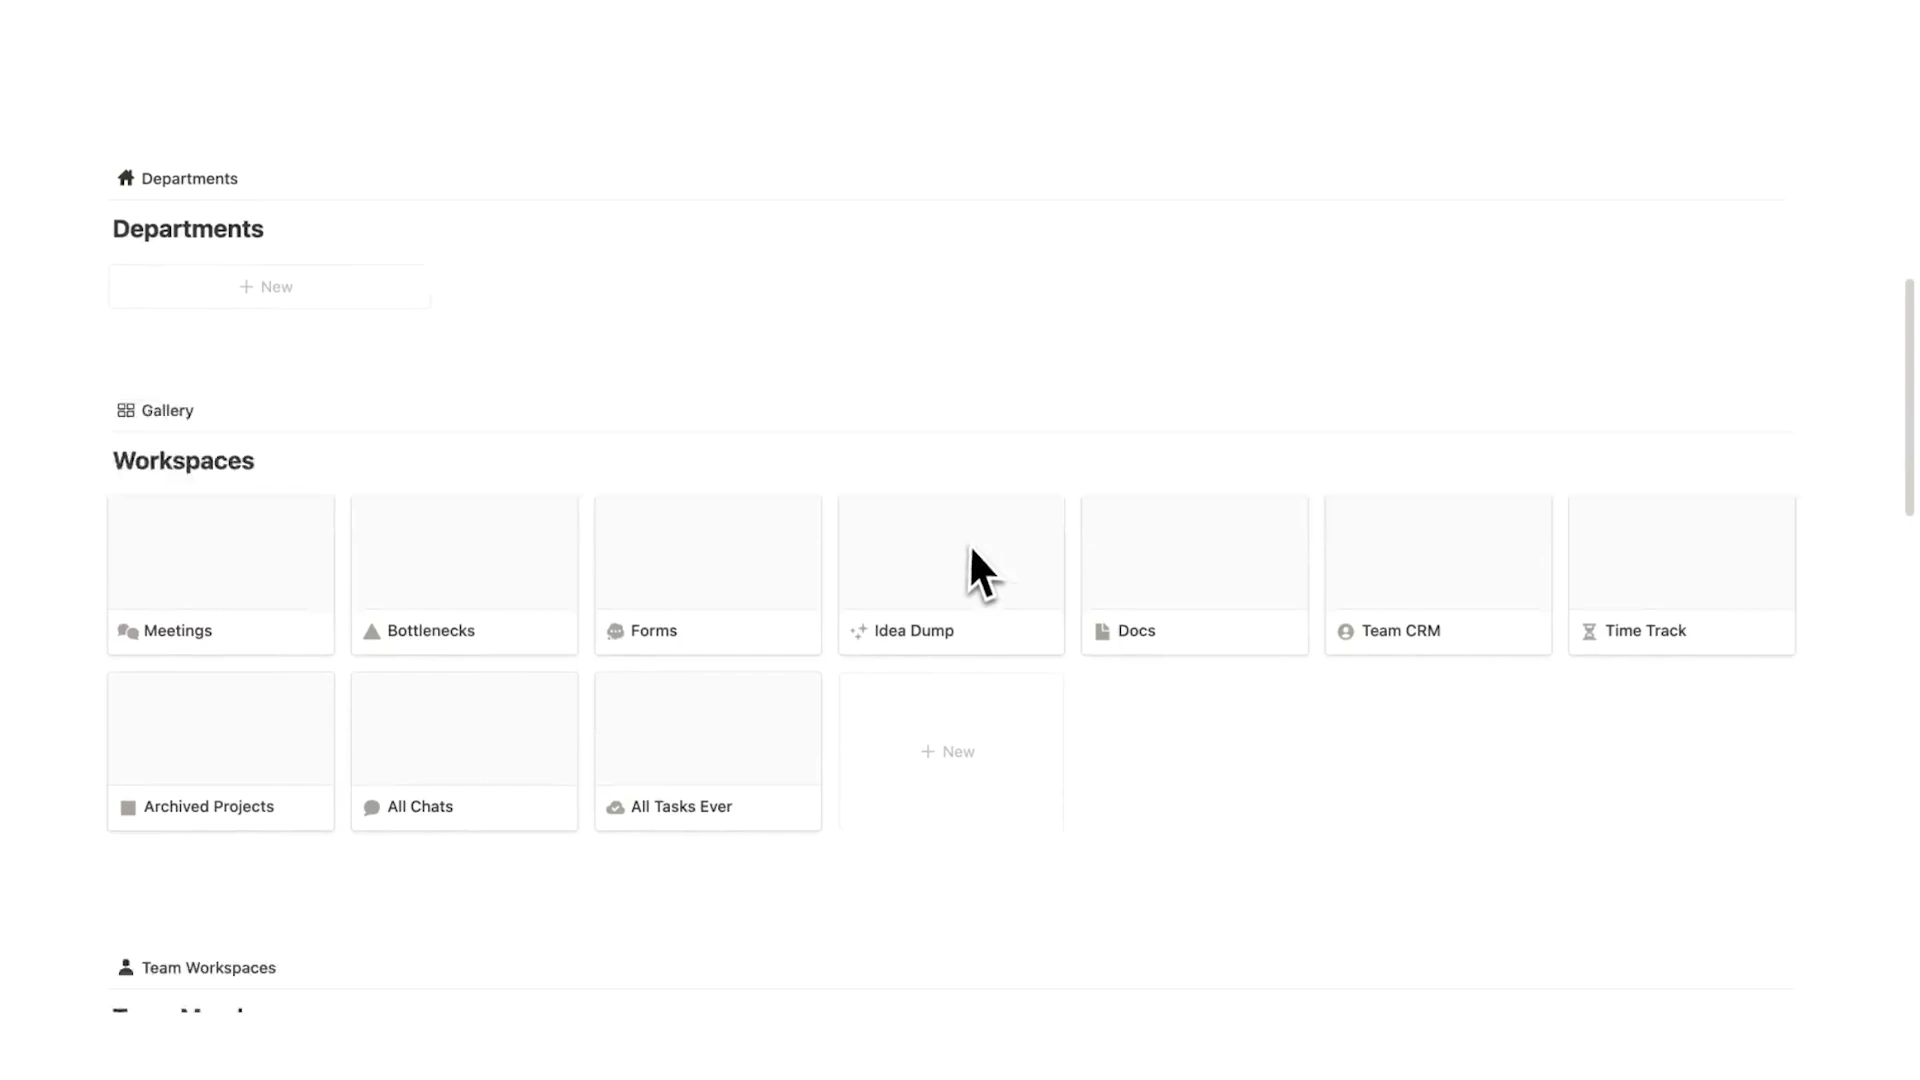 Departments
Departments
+ New
Gallery
Workspaces
Meetings
Bottlenecks
Forms
Idea Dump
Docs
Team CRM
Time Track
Archived Projects
All Chats
All Tasks Ever
+ New
Team Workspaces